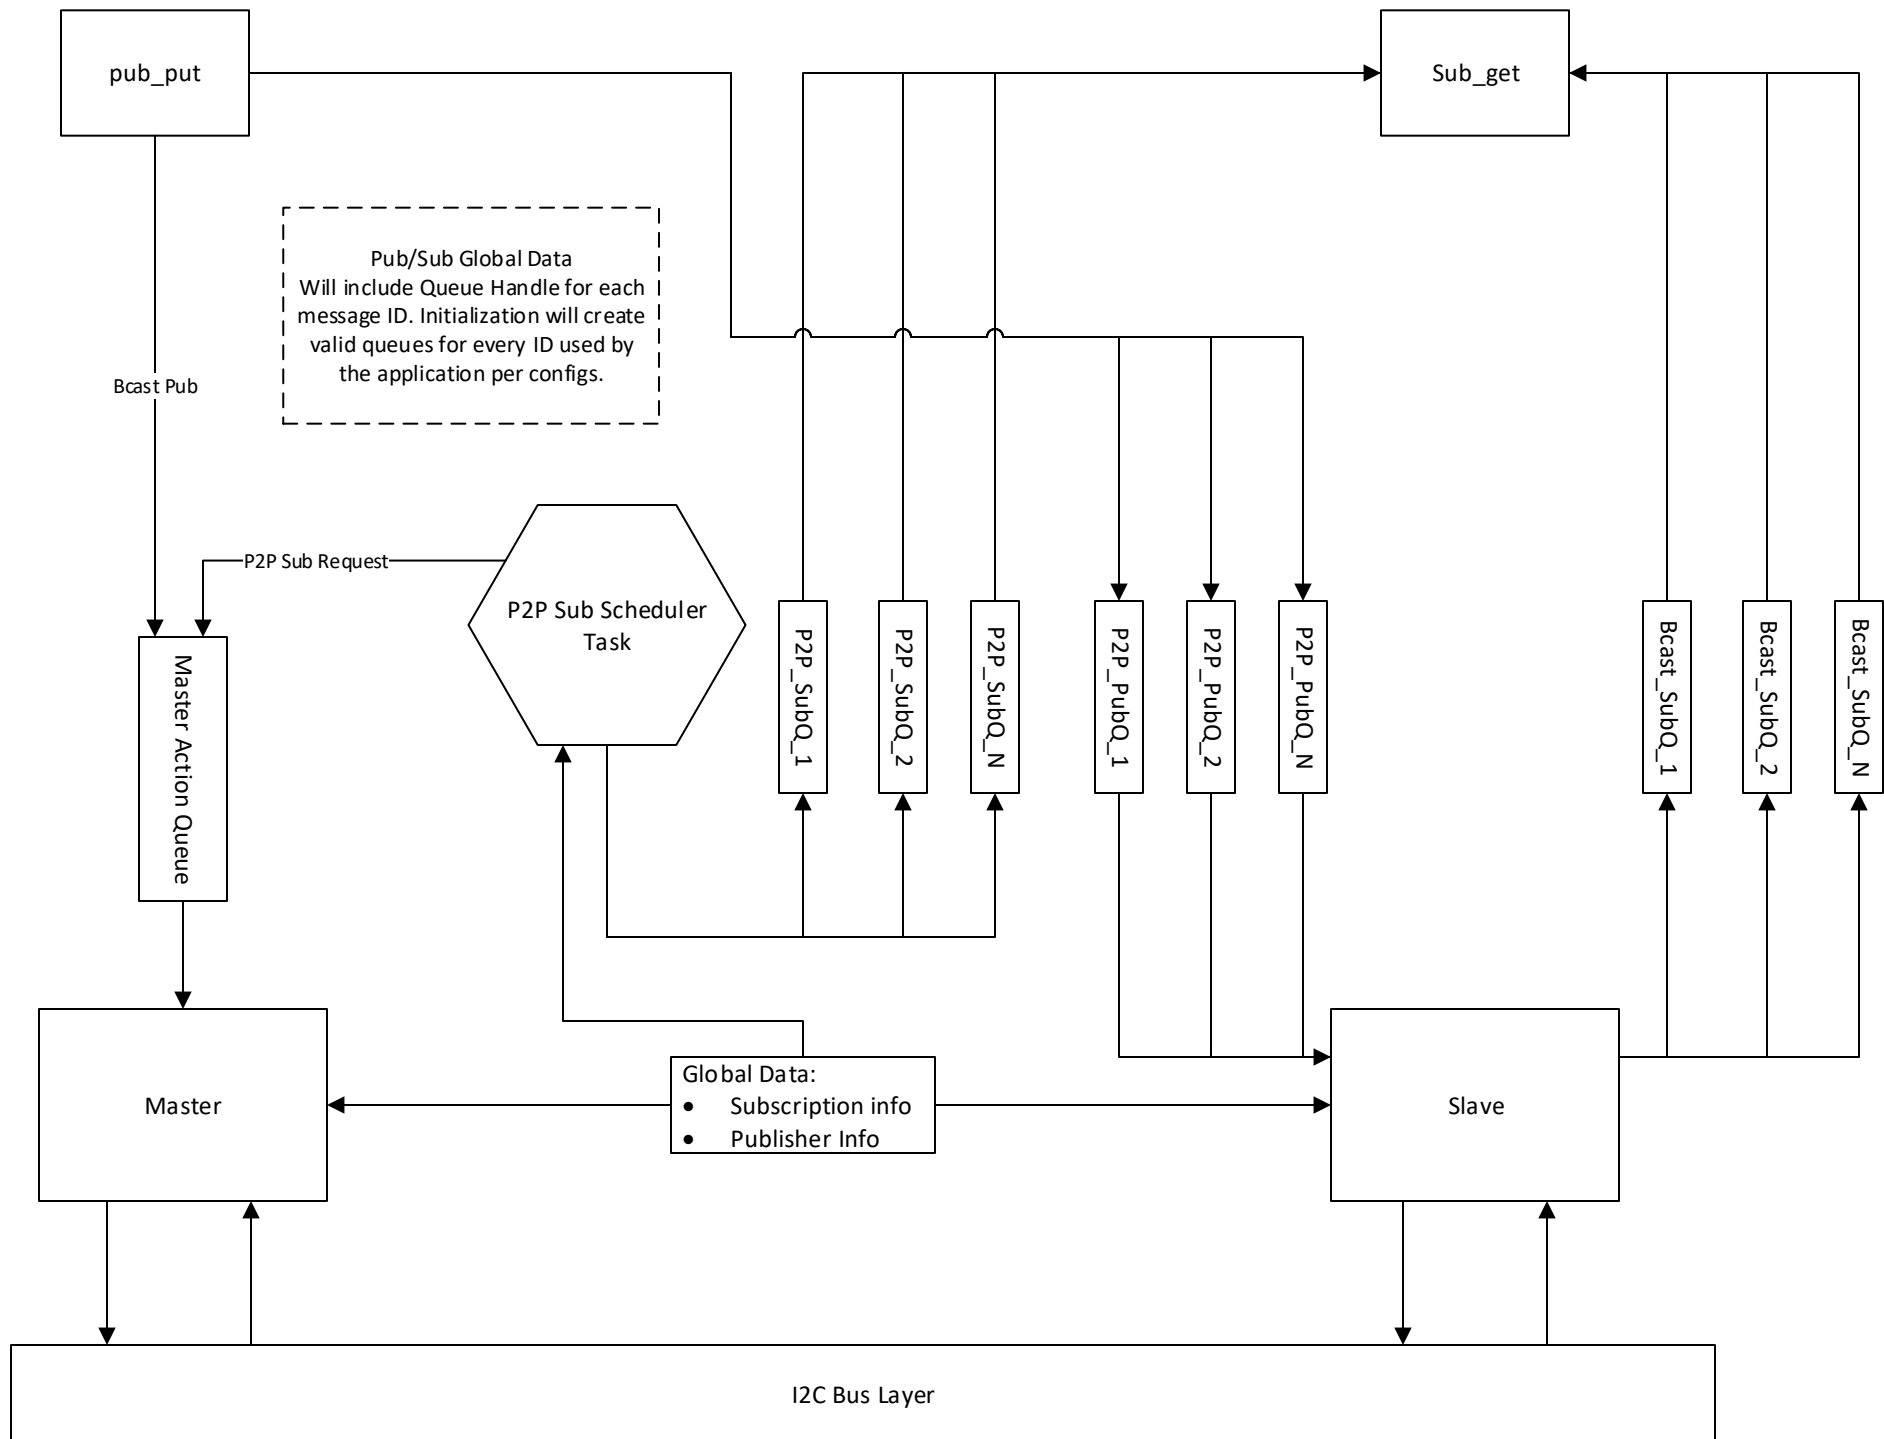 pub_put
Sub_get
Pub/Sub Global Data
Will include Queue Handle for each
message ID. Initialization will create
valid queues for every ID used by
the application per configs.
Bcast Pub
P2P Sub Request
P2P Sub Scheduler
Task
P2P_SubQ_1
P2P_SubQ_2
P2P_SubQ_N
P2P_PubQ_1
P2P_PubQ_2
P2P_PubQ_N
Bcast_SubQ_1
Bcast_SubQ_2
Bcast_SubQ_N
Master Action Queue
Master
Global Data:
• Subscription info
• Publisher Info
Slave
I2C Bus Layer